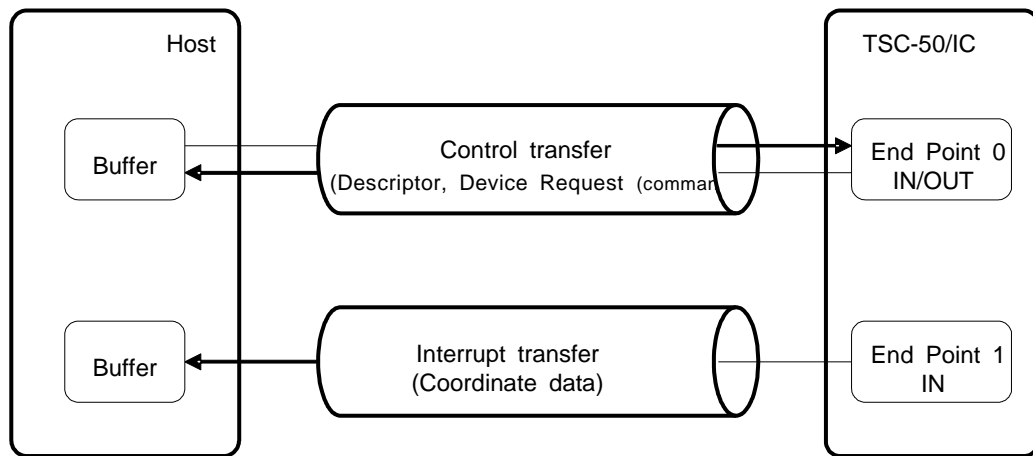 Host
TSC-50/IC
Buffer
Control transfer
(Descriptor, Device Request (comman
End Point 0
IN/OUT
Buffer
Interrupt transfer
(Coordinate data)
End Point 1
IN